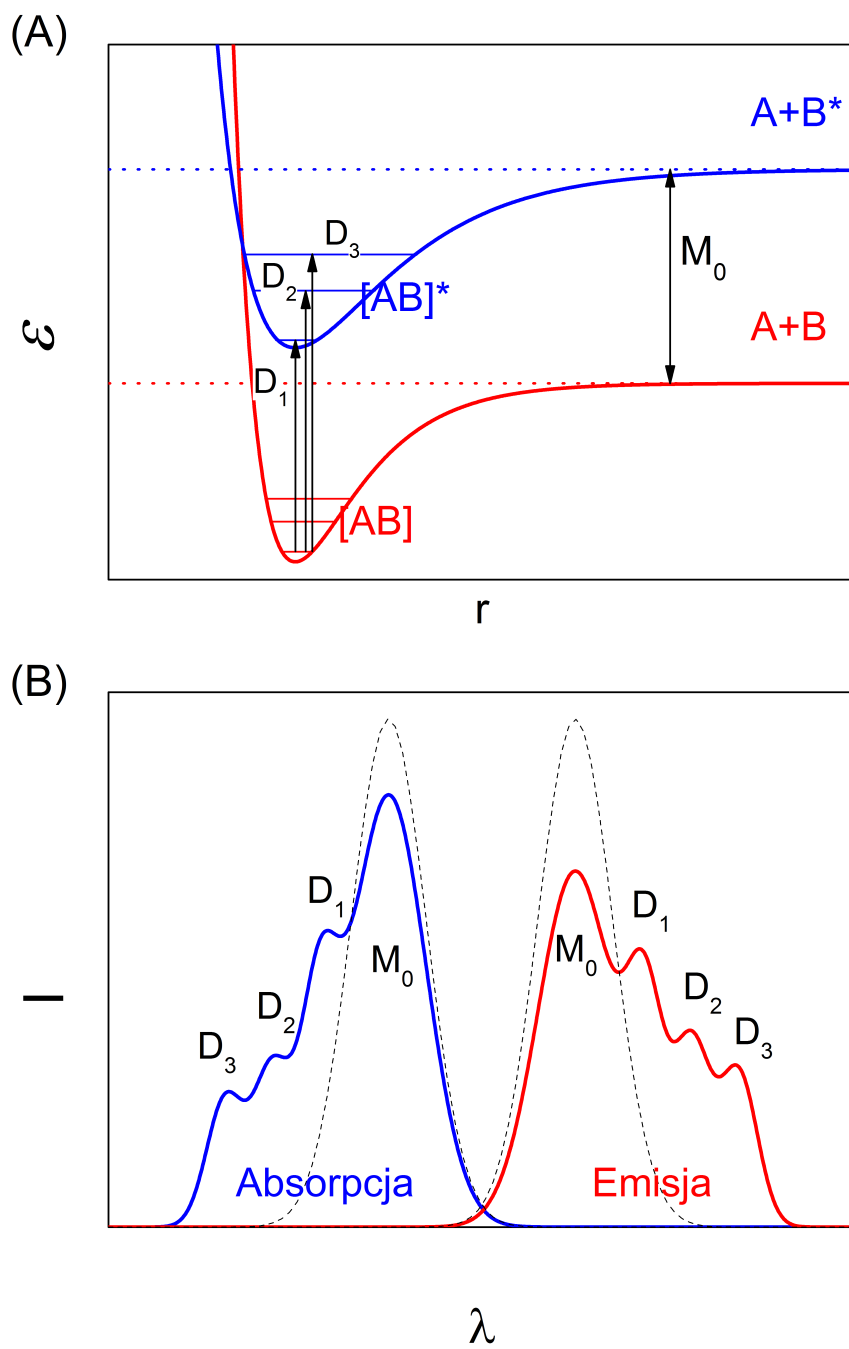 (A)
A+B*
D₃
D₂
[AB]*
M₀
ε
A+B
D₁
[AB]
r
(B)
D₁
D₁
M₀
M₀
D₂
D₂
D₃
D₃
I
Absorpcja
Emisja
λ